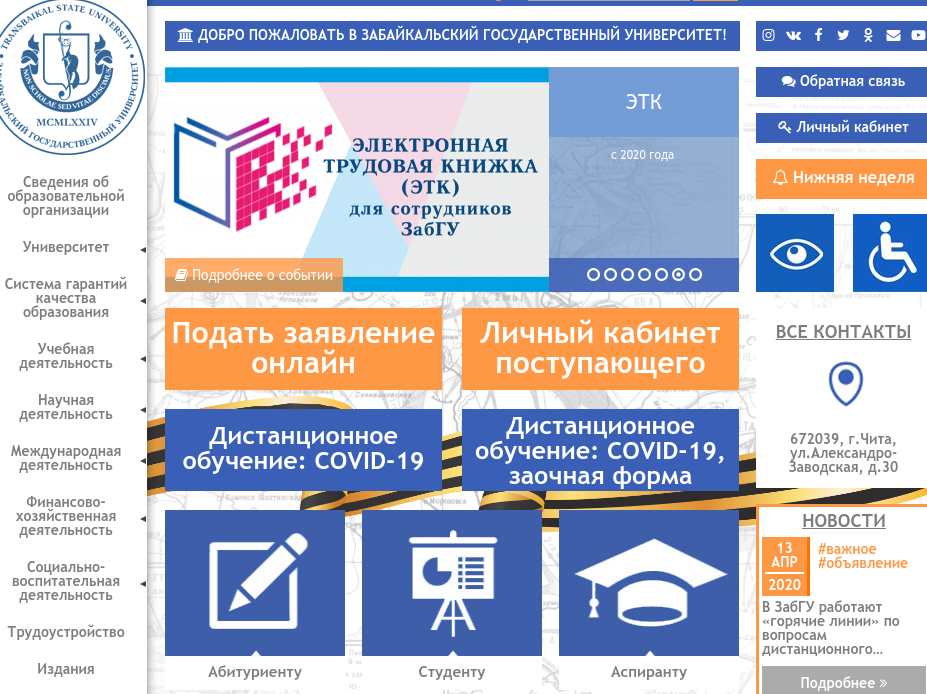 TRANSBAIKAL STATE UNIVERSITY
NON SCHOLAE SED VITAE DISCIMUS
MCMLXXIV
ГОСУДАРСТВЕННЫЙ УНИВЕРСИТЕТ
Сведения об
образовательной
организации
Университет
Система гарантий
качества
образования
Учебная
деятельность
Научная
деятельность
Международная
деятельность
Финансово-
хозяйственная
деятельность
Социально-
воспитательная
деятельность
Трудоустройство
Издания
ДОБРО ПОЖАЛОВАТЬ В ЗАБАЙКАЛЬСКИЙ ГОСУДАРСТВЕННЫЙ УНИВЕРСИТЕТ!
ЭЛЕКТРОННАЯ
ТРУДОВАЯ КНИЖКА
(ЭТК)
для сотрудников
ЗабГУ
Подробнее о событии
ЭТК
с 2020 года
Подать заявление
онлайн
Личный кабинет
поступающего
Дистанционное
обучение: COVID-19
Дистанционное
обучение: COVID-19,
заочная форма
Абитуриенту
Студенту
Аспиранту
Обратная связь
Личный кабинет
Нижняя неделя
ВСЕ КОНТАКТЫ
672039, г.Чита,
ул.Александро-
Заводская, д.30
НОВОСТИ
13
АПР
2020
#важное
#объявление
В ЗабГУ работают
«горячие линии» по
вопросам
дистанционного...
Подробнее »